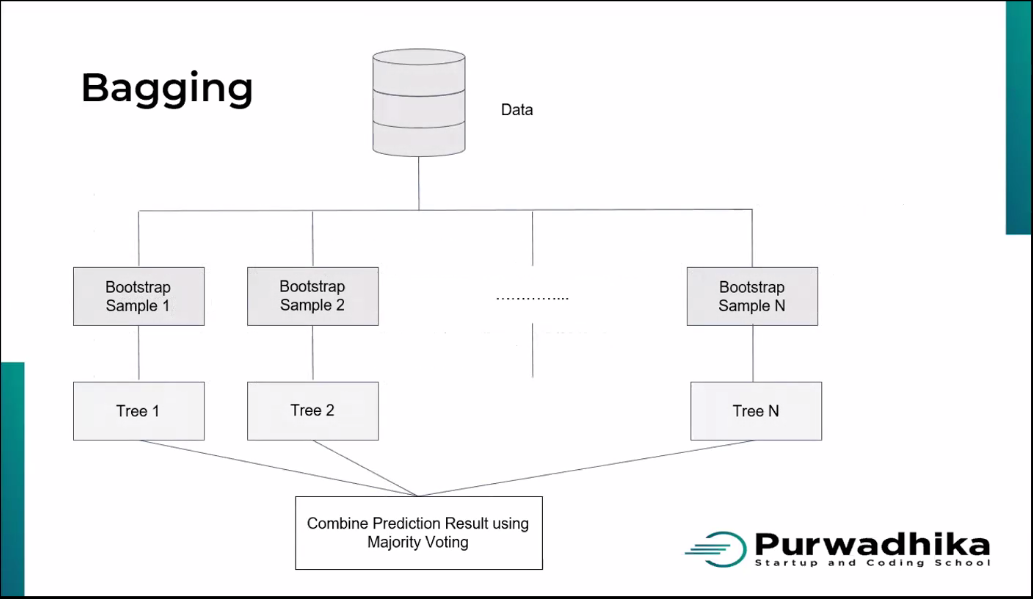 Bagging
Data
Bootstrap
Sample 1
Bootstrap
Sample 2
..............
Bootstrap
Sample N
Tree 1
Tree 2
Tree N
Combine Prediction Result using
Majority Voting
Purwadhika
Startup and Coding School